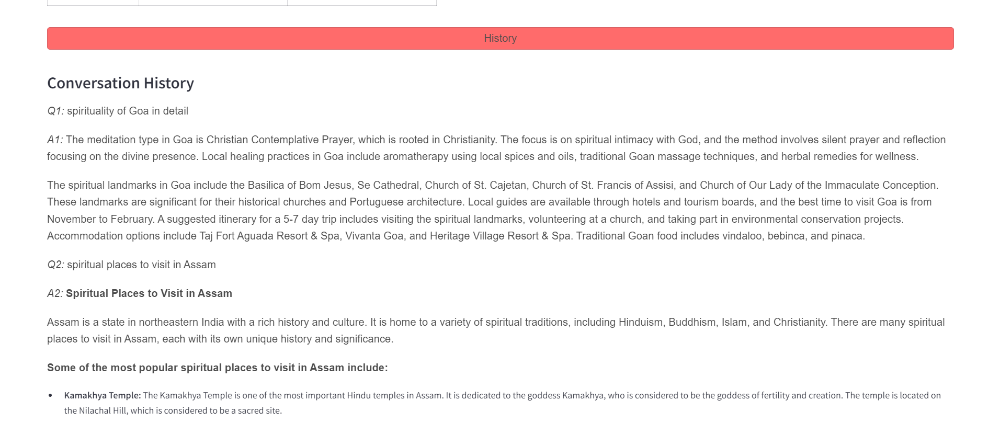 History
Conversation History
Q1: spirituality of Goa in detail
A1: The meditation type in Goa is Christian Contemplative Prayer, which is rooted in Christianity. The focus is on spiritual intimacy with God, and the method involves silent prayer and reflection
focusing on the divine presence. Local healing practices in Goa include aromatherapy using local spices and oils, traditional Goan massage techniques, and herbal remedies for wellness.
The spiritual landmarks in Goa include the Basilica of Bom Jesus, Se Cathedral, Church of St. Cajetan, Church of St. Francis of Assisi, and Church of Our Lady of the Immaculate Conception.
These landmarks are significant for their historical churches and Portuguese architecture. Local guides are available through hotels and tourism boards, and the best time to visit Goa is from
November to February. A suggested itinerary for a 5-7 day trip includes visiting the spiritual landmarks, volunteering at a church, and taking part in environmental conservation projects.
Accommodation options include Taj Fort Aguada Resort & Spa, Vivanta Goa, and Heritage Village Resort & Spa. Traditional Goan food includes vindaloo, bebinca, and pinaca.
Q2: spiritual places to visit in Assam
A2: Spiritual Places to Visit in Assam
Assam is a state in northeastern India with a rich history and culture. It is home to a variety of spiritual traditions, including Hinduism, Buddhism, Islam, and Christianity. There are many spiritual
places to visit in Assam, each with its own unique history and significance.
Some of the most popular spiritual places to visit in Assam include:
• Kamakhya Temple: The Kamakhya Temple is one of the most important Hindu temples in Assam. It is dedicated to the goddess Kamakhya, who is considered to be the goddess of fertility and creation. The temple is located on
the Nilachal Hill, which is considered to be a sacred site.